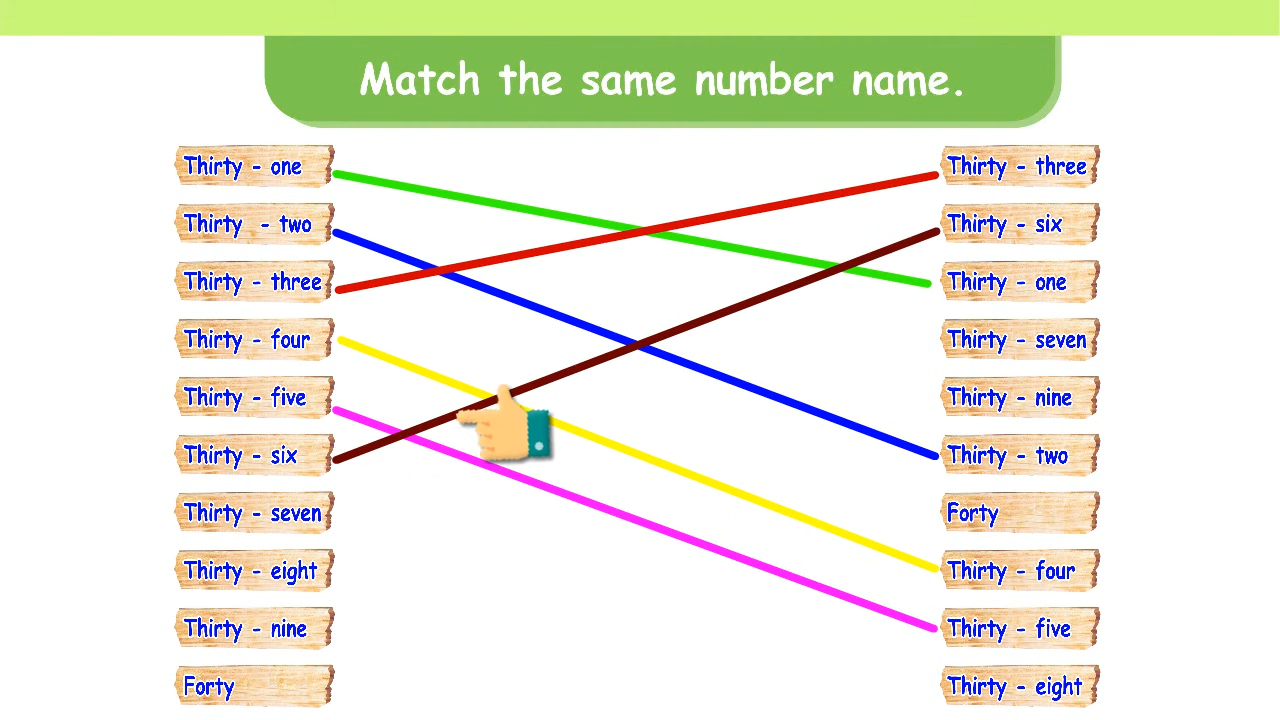 Match the same number name.
Thirty - one
Thirty - three
Thirty - two
Thirty - six
Thirty - three
Thirty - one
Thirty - four
Thirty - seven
Thirty - five
Thirty - nine
Thirty - six
Thirty - two
Thirty - seven
Forty
Thirty - eight
Thirty - four
Thirty - nine
Thirty - five
Forty
Thirty - eight